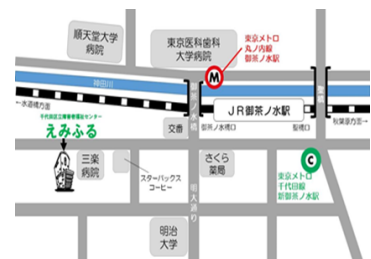 順天堂大学
病院
東京医科歯科
大学病院
東京メトロ
丸ノ内線
御茶ノ水駅
M
神田川
←水道橋方面
JR御茶ノ水駅
秋葉原方面→
千代田区立障害者福祉センター
えみふる
交番
御茶ノ水橋口
聖橋口
三楽
病院
スターバックス
コーヒー
さくら
薬局
C
東京メトロ
千代田線
新御茶ノ水駅
明大通り
明治
大学